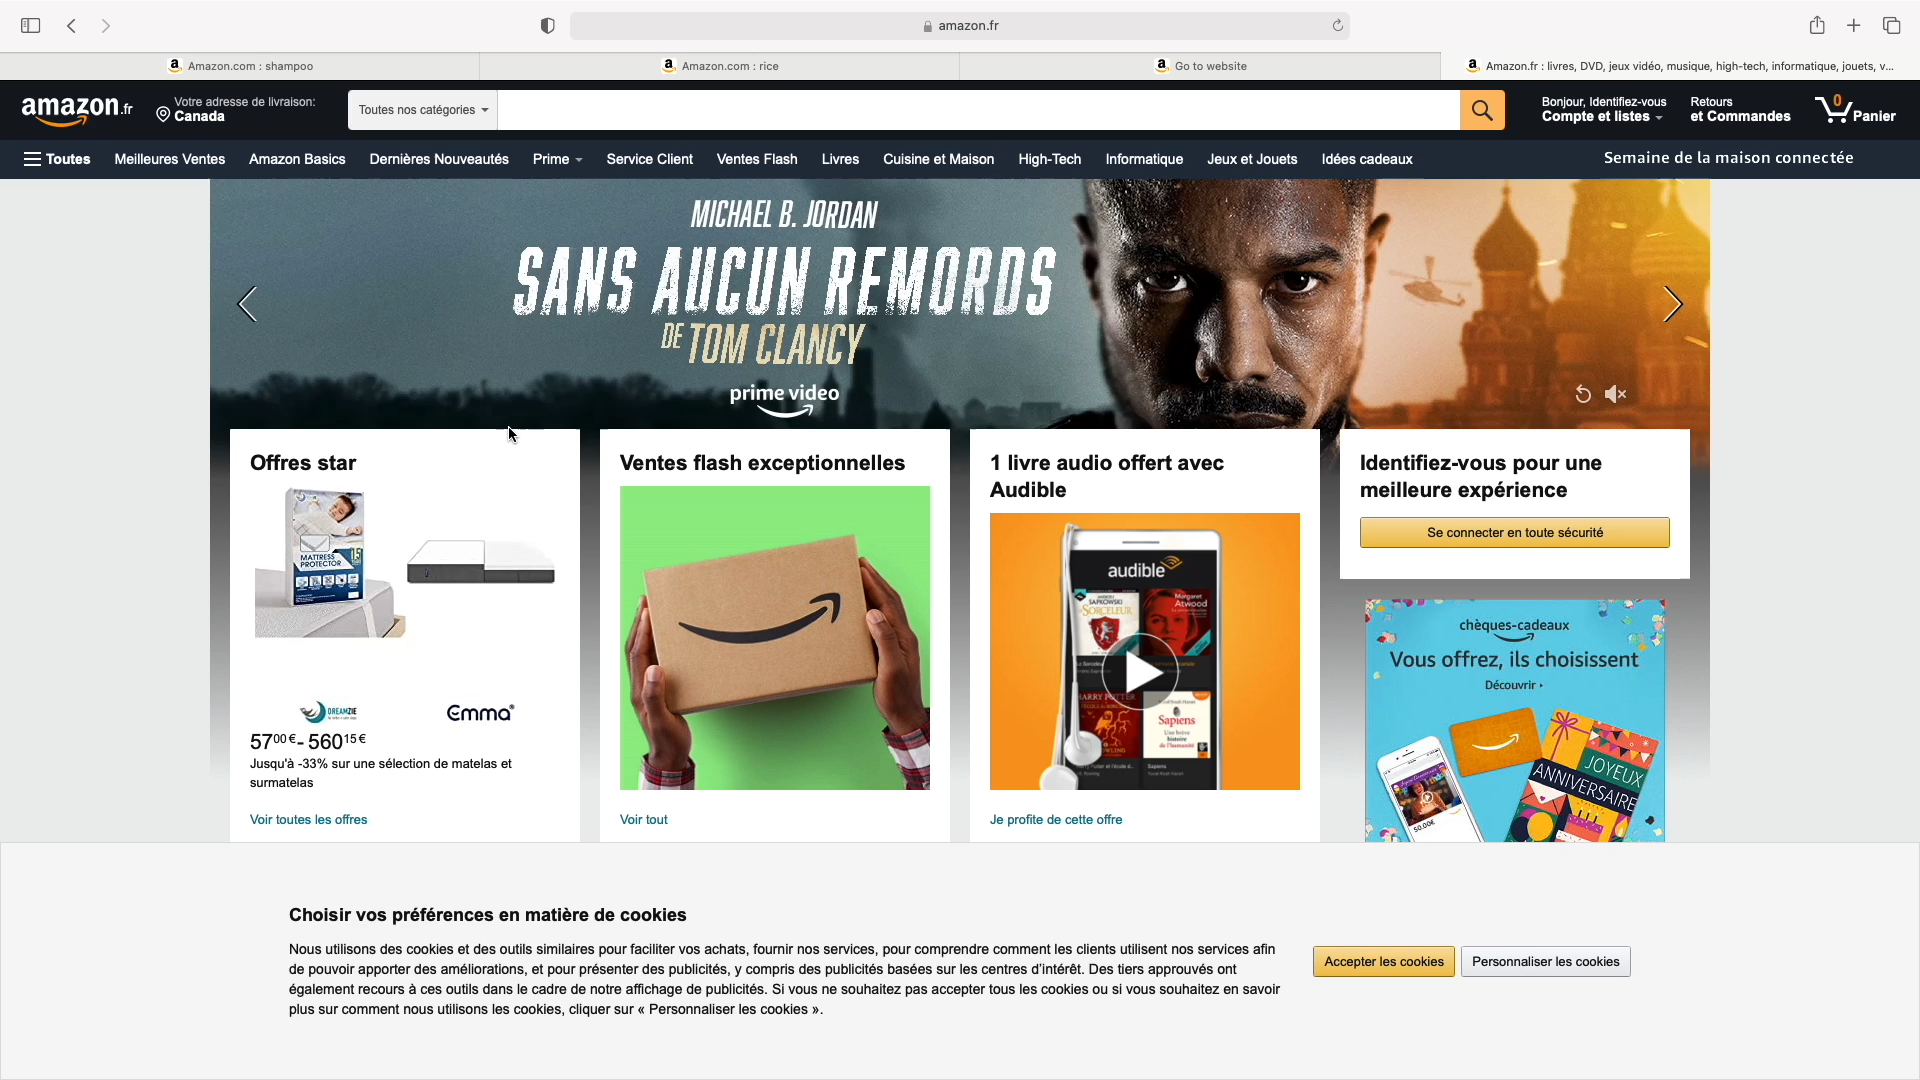 amazon.fr
Amazon.com : shampoo
Amazon.com : rice
Go to website
Amazon.fr : livres, DVD, jeux vidéo, musique, high-tech, informatique, jouets, v...
amazon.fr
Votre adresse de livraison:
Canada
Toutes nos catégories
Bonjour, Identifiez-vous
Compte et listes
Retours
et Commandes
0
Panier
Toutes
Meilleures Ventes
Amazon Basics
Dernières Nouveautés
Prime
Service Client
Ventes Flash
Livres
Cuisine et Maison
High-Tech
Informatique
Jeux et Jouets
Idées cadeaux
Semaine de la maison connectée
MICHAEL B. JORDAN
SANS AUCUN REMORDS
DE TOM CLANCY
prime video
Offres star
MATTRESS
PROTECTOR
15
DREAMZIE
Emma
5700 € - 56015 €
Jusqu'à -33% sur une sélection de matelas et
surmatelas
Voir toutes les offres
Ventes flash exceptionnelles
Voir tout
1 livre audio offert avec
Audible
audible
SAPKOWSKI
SORCELEUR
Margaret
Atwood
HARRY POTTER
Sapiens
Une brève
histoire
de l'humanité
Sapiens
Je profite de cette offre
Identifiez-vous pour une
meilleure expérience
Se connecter en toute sécurité
chèques-cadeaux
Vous offrez, ils choisissent
Découvrir
50,00€
JOYEUX
ANNIVERSAIRE
Choisir vos préférences en matière de cookies
Nous utilisons des cookies et des outils similaires pour faciliter vos achats, fournir nos services, pour comprendre comment les clients utilisent nos services afin
de pouvoir apporter des améliorations, et pour présenter des publicités, y compris des publicités basées sur les centres d'intérêt. Des tiers approuvés ont
également recours à ces outils dans le cadre de notre affichage de publicités. Si vous ne souhaitez pas accepter tous les cookies ou si vous souhaitez en savoir
plus sur comment nous utilisons les cookies, cliquer sur « Personnaliser les cookies ».
Accepter les cookies
Personnaliser les cookies